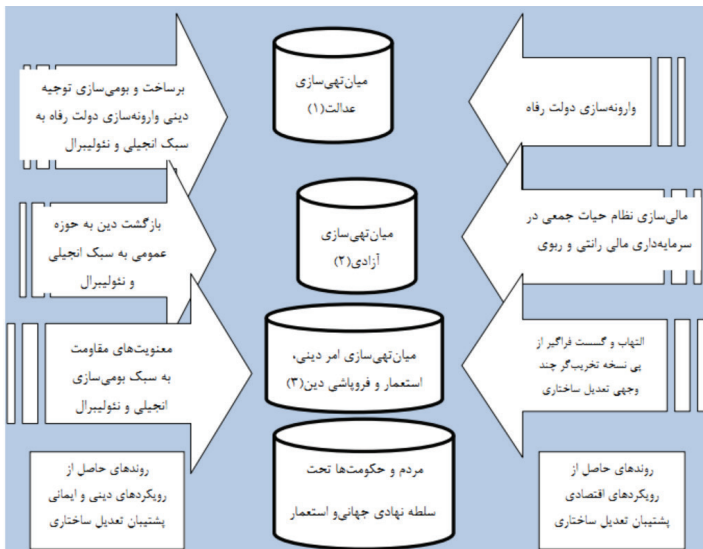 وارونه‌سازی دولت رفاه
میان‌تهی‌سازی
عدالت(۱)
برساخت و بومی‌سازی توجیه
دینی وارونه‌سازی دولت رفاه به
سبک انجیلی و نئولیبرال
و
مالی‌سازی نظام حیات جمعی در
سرمایه‌داری مالی رانتی و ربوی
میان‌تهی‌سازی
آزادی(۲)
بازگشت دین به حوزه
عمومی به سبک انجیلی
و نئولیبرال
التهاب و گسست فراگیر از
پی نسخه تخریب‌گر چند
وجهی تعدیل ساختاری
میان‌تهی‌سازی امر دینی،
استعمار و فروپاشی دین(۳)
معنویت‌های مقاومت
به سبک بومی‌سازی
انجیلی و نئولیبرال
روندهای حاصل از
رویکردهای اقتصادی
پشتیبان تعدیل ساختاری
مردم و حکومت‌ها تحت
سلطه نهادی جهانی‌و استعمار
روندهای حاصل از
رویکردهای دینی و ایمانی
پشتیبان تعدیل ساختاری